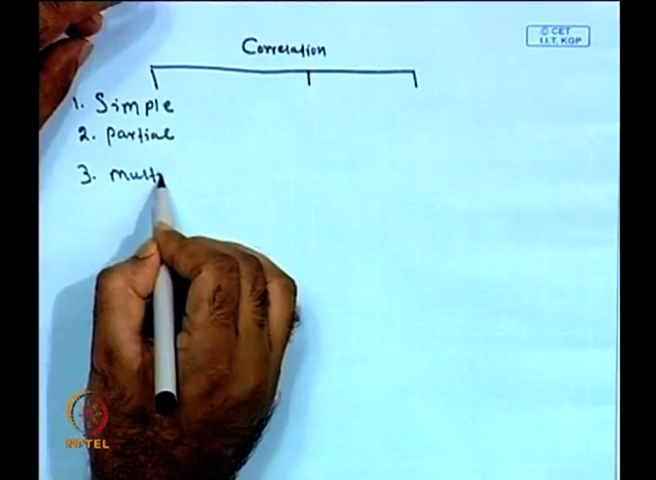 © CET
I.I.T. KGP
Correlation
1. Simple
2. partial
3. mult
NPTEL